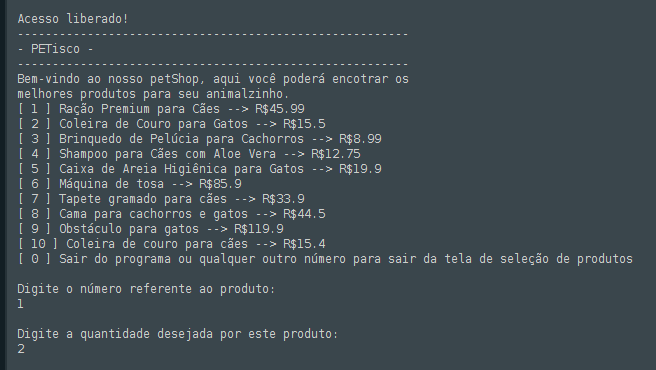 Acesso liberado!
--------------------------------------------------------
- PETisco -
--------------------------------------------------------
Bem-vindo ao nosso petShop, aqui você poderá encotrar os
melhores produtos para seu animalzinho.
[ 1 ] Ração Premium para Cães --> R$45.99
[ 2 ] Coleira de Couro para Gatos --> R$15.5
[ 3 ] Brinquedo de Pelúcia para Cachorros --> R$8.99
[ 4 ] Shampoo para Cães com Aloe Vera --> R$12.75
[ 5 ] Caixa de Areia Higiênica para Gatos --> R$19.9
[ 6 ] Máquina de tosa --> R$85.9
[ 7 ] Tapete gramado para cães --> R$33.9
[ 8 ] Cama para cachorros e gatos --> R$44.5
[ 9 ] Obstáculo para gatos --> R$119.9
[ 10 ] Coleira de couro para cães --> R$15.4
[ 0 ] Sair do programa ou qualquer outro número para sair da tela de seleção de produtos
Digite o número referente ao produto:
1
Digite a quantidade desejada por este produto:
2